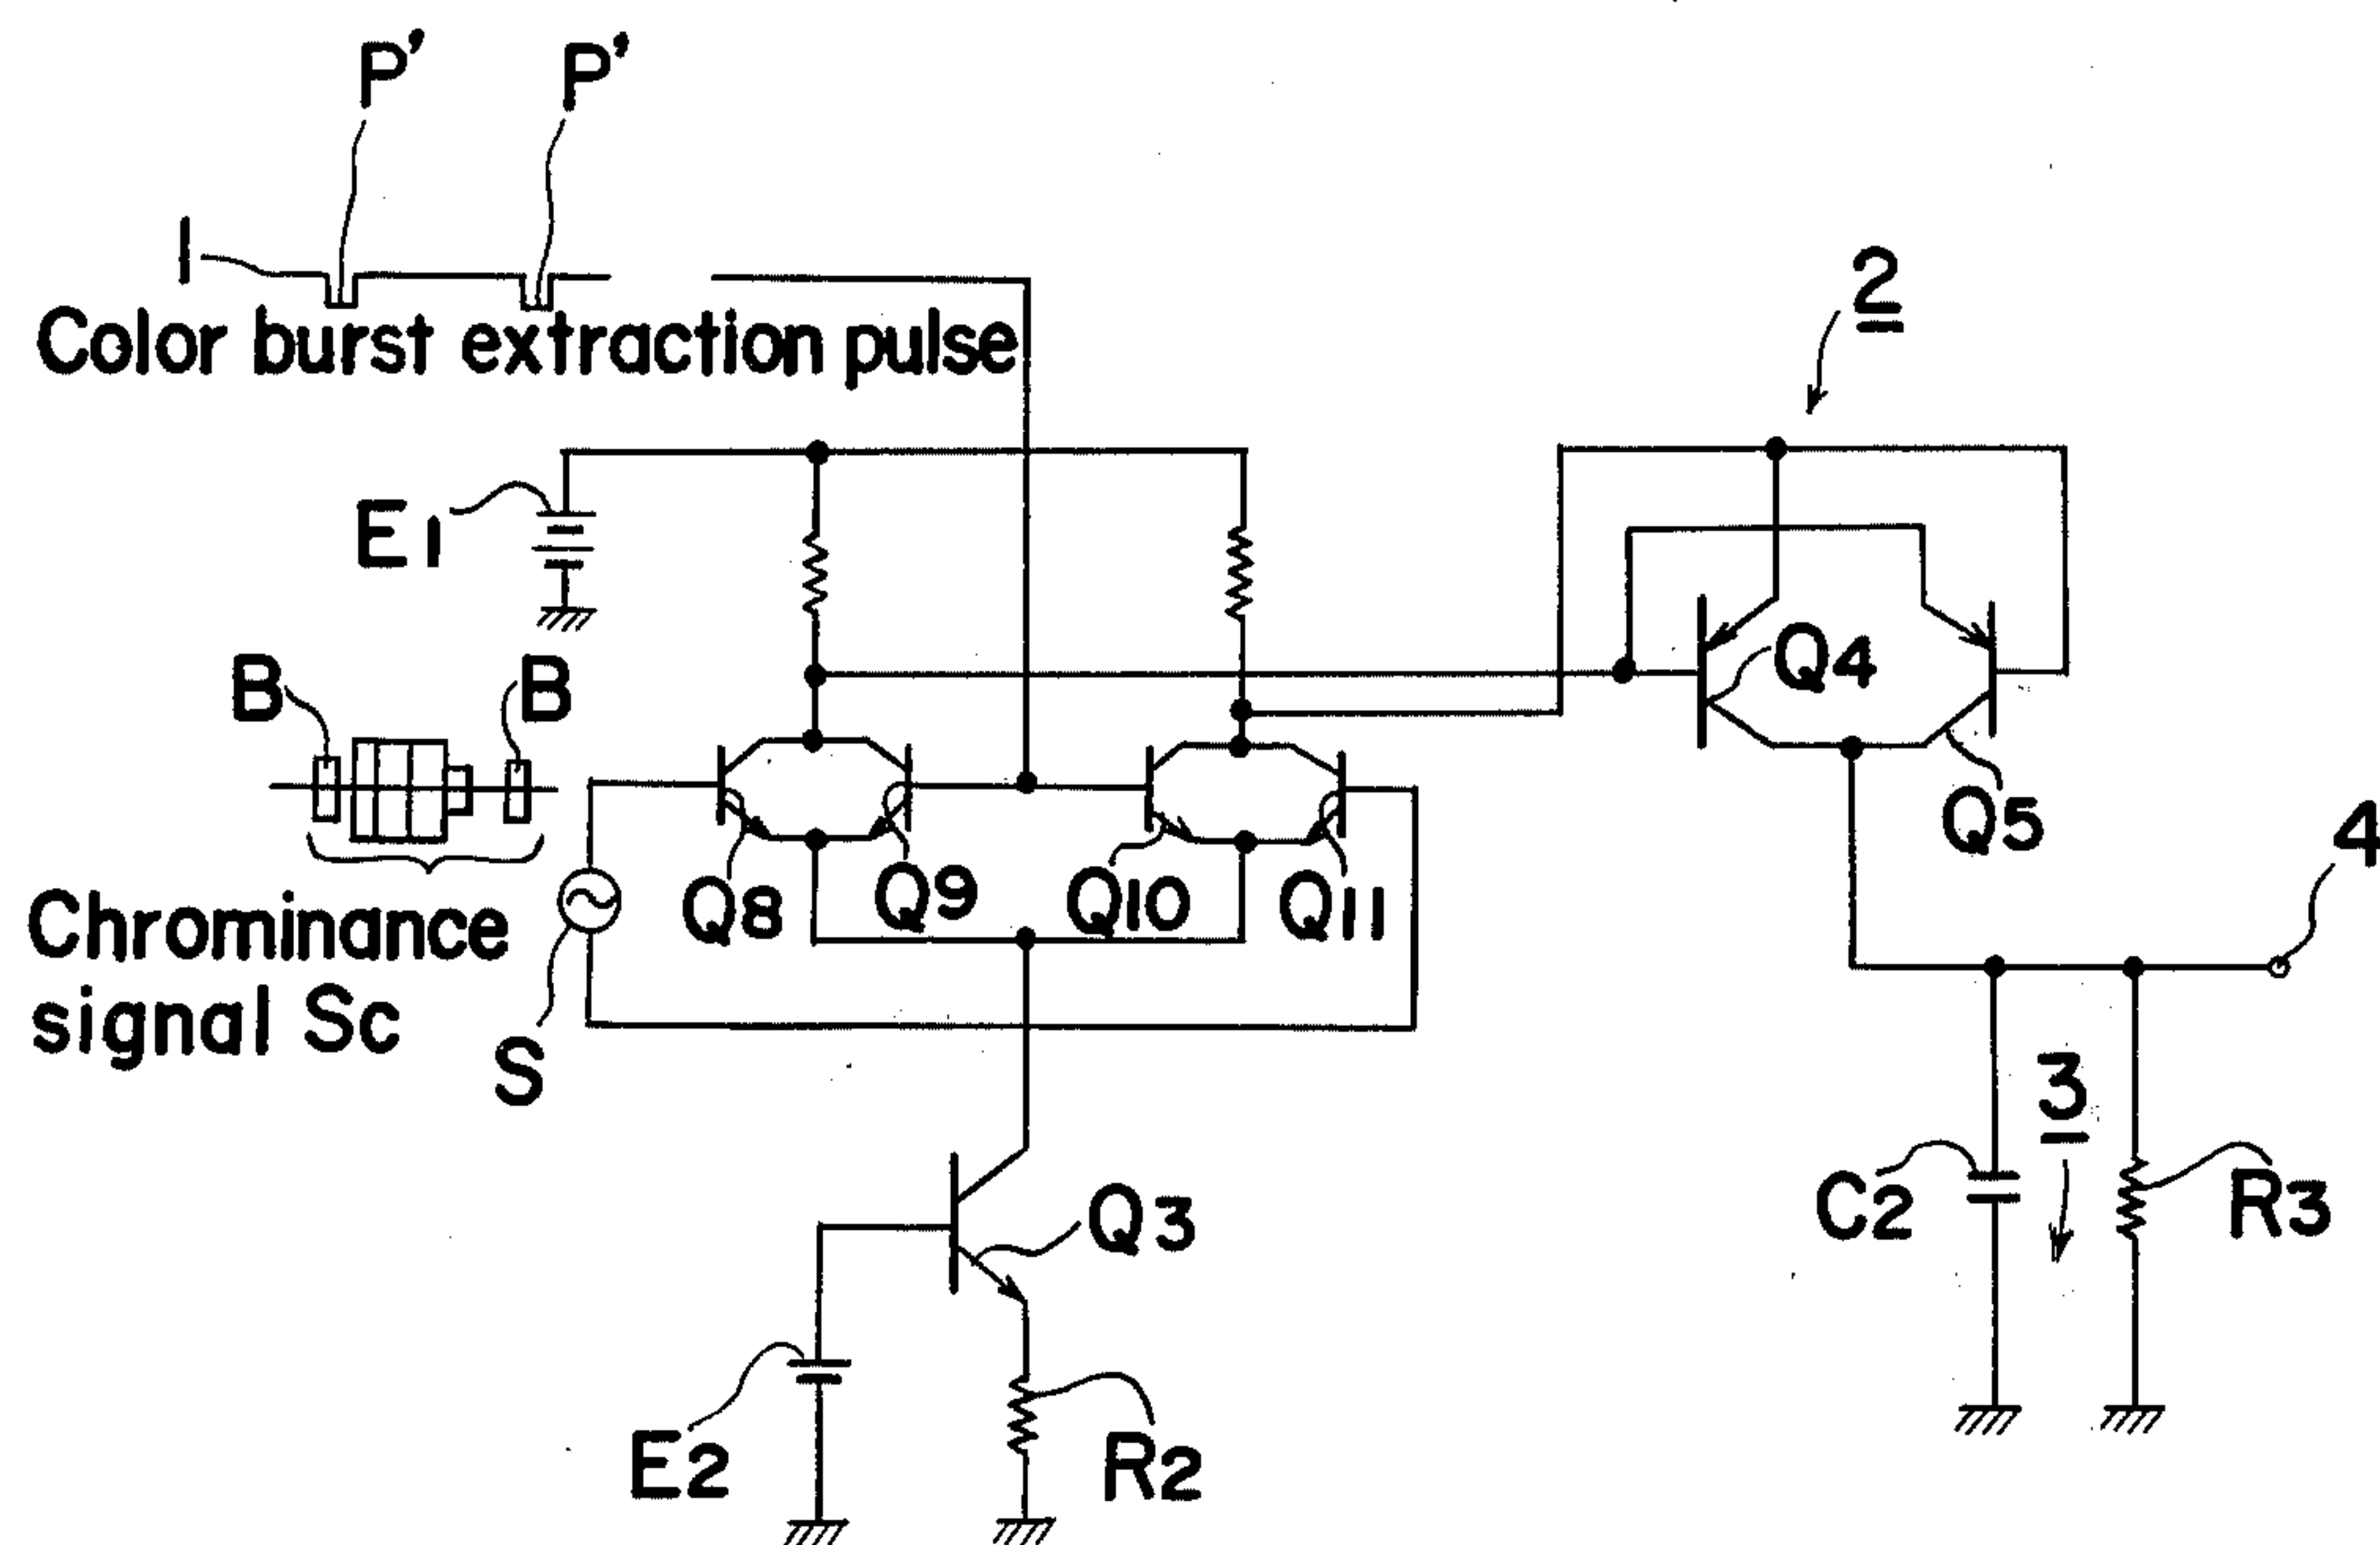 P' P'
1
Color burst extraction pulse
2
E1
Q4
B B
Q5
4
Q8 Q9 Q10 Q11
Chrominance
signal Sc
S
3
C2 R3
Q3
E2 R2